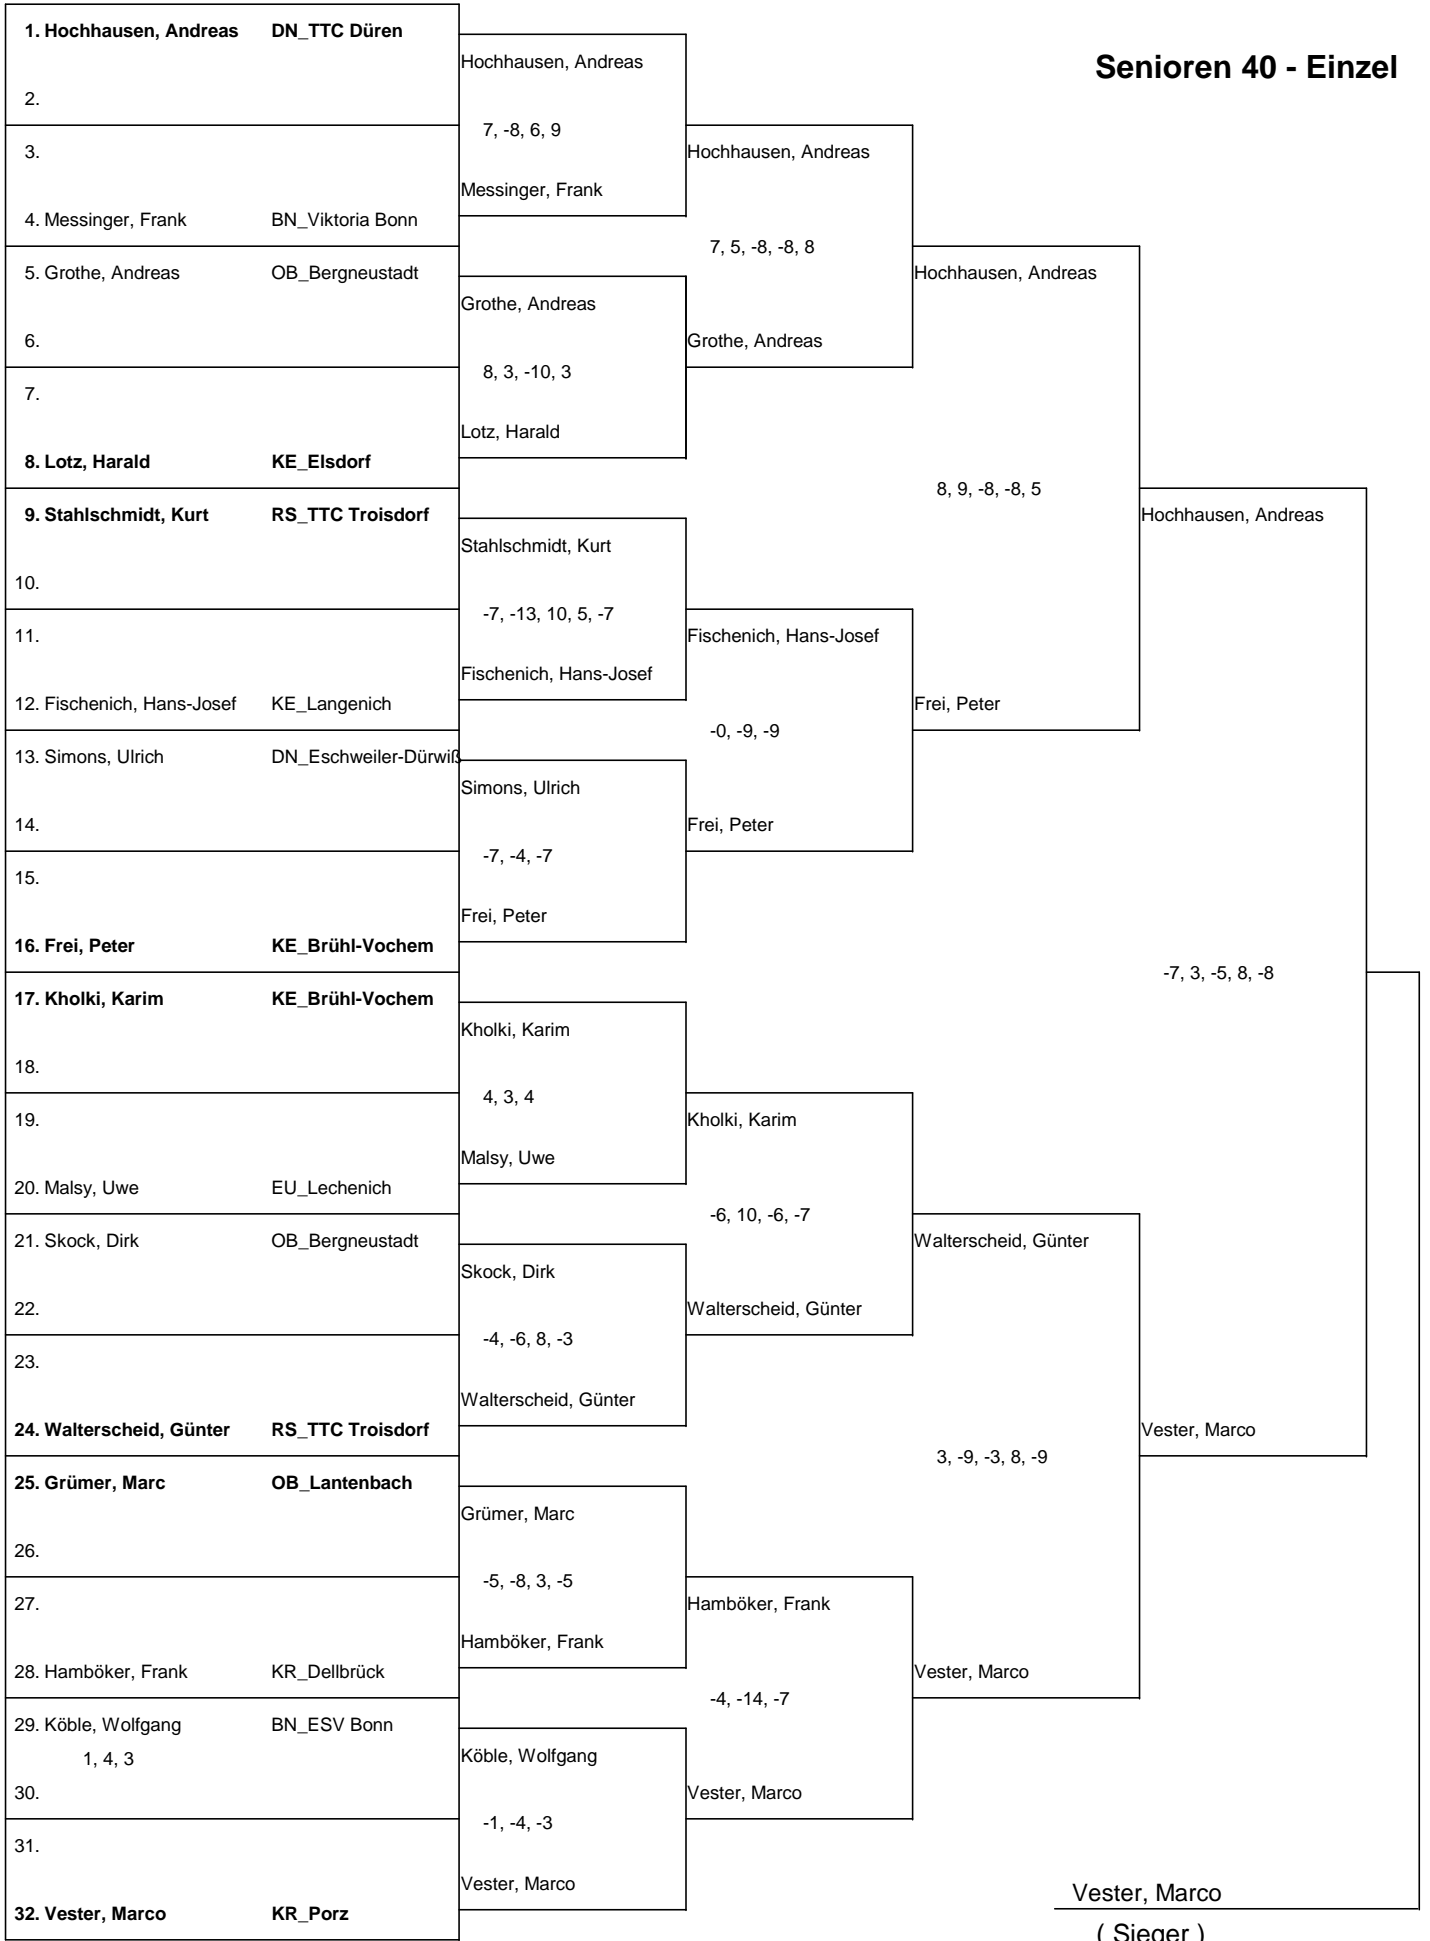 Senioren 40 - Einzel
1. Hochhausen, Andreas DN_TTC Düren
2.
3.
4. Messinger, Frank BN_Viktoria Bonn
5. Grothe, Andreas OB_Bergneustadt
6.
7.
8. Lotz, Harald KE_Elsdorf
9. Stahlschmidt, Kurt RS_TTC Troisdorf
10.
11.
12. Fischenich, Hans-Josef KE_Langenich
13. Simons, Ulrich DN_Eschweiler-Dürwiß
14.
15.
16. Frei, Peter KE_Brühl-Vochem
17. Kholki, Karim KE_Brühl-Vochem
18.
19.
20. Malsy, Uwe EU_Lechenich
21. Skock, Dirk OB_Bergneustadt
22.
23.
24. Walterscheid, Günter RS_TTC Troisdorf
25. Grümer, Marc OB_Lantenbach
26.
27.
28. Hamböker, Frank KR_Dellbrück
29. Köble, Wolfgang BN_ESV Bonn
1, 4, 3
30.
31.
32. Vester, Marco KR_Porz
Hochhausen, Andreas
7, -8, 6, 9
Messinger, Frank
Grothe, Andreas
8, 3, -10, 3
Lotz, Harald
Stahlschmidt, Kurt
-7, -13, 10, 5, -7
Fischenich, Hans-Josef
Simons, Ulrich
-7, -4, -7
Frei, Peter
Kholki, Karim
4, 3, 4
Malsy, Uwe
Skock, Dirk
-4, -6, 8, -3
Walterscheid, Günter
Grümer, Marc
-5, -8, 3, -5
Hamböker, Frank
Köble, Wolfgang
-1, -4, -3
Vester, Marco
Hochhausen, Andreas
7, 5, -8, -8, 8
Grothe, Andreas
Fischenich, Hans-Josef
-0, -9, -9
Frei, Peter
Kholki, Karim
-6, 10, -6, -7
Walterscheid, Günter
Hamböker, Frank
-4, -14, -7
Vester, Marco
Hochhausen, Andreas
8, 9, -8, -8, 5
Frei, Peter
Walterscheid, Günter
3, -9, -3, 8, -9
Vester, Marco
Hochhausen, Andreas
-7, 3, -5, 8, -8
Vester, Marco
Vester, Marco
( Sieger )